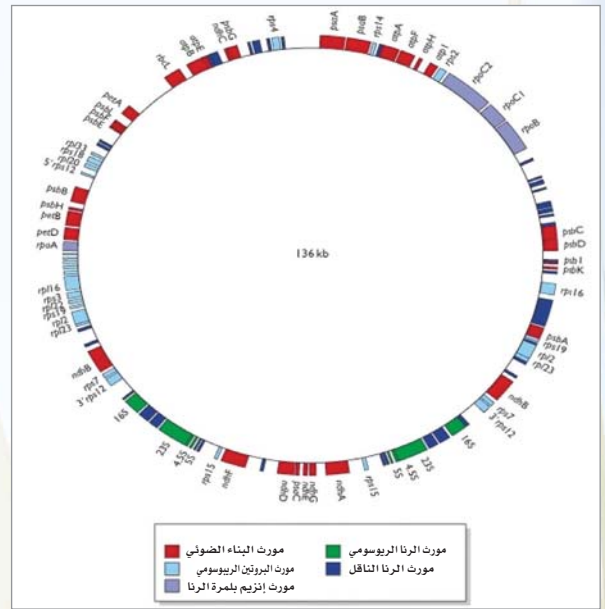 psaA
psaB
rps14
atpA
atpF
atpH
atpI
rps2
rpoC2
rpoC1
rpoB
psbC
psbD
psbI
psbK
rps16
psbA
rps19
rpl2
rpl23
ndhB
rps7
3' rps12
16S
23S
4.5S
5S
rps15
ndhA
ndhG
ndhE
psaC
ndhD
ndhF
rps15
5S
4.5S
23S
16S
3' rps12
rps7
ndhB
rpl23
rpl2
rps19
rpl22
rps3
rpl16
rpoA
petD
petB
psbH
psbB
5' rps12
rpl20
rps18
rpl33
psbE
psbF
psbL
petA
rbcL
atpB
atpE
ndhC
psbG
rps4
136 kb
مورث البناء الضوئي
مورث الرنا الريبوسومي
مورث البروتين الريبوسومي
مورث الرنا الناقل
مورث إنزيم بلمرة الرنا